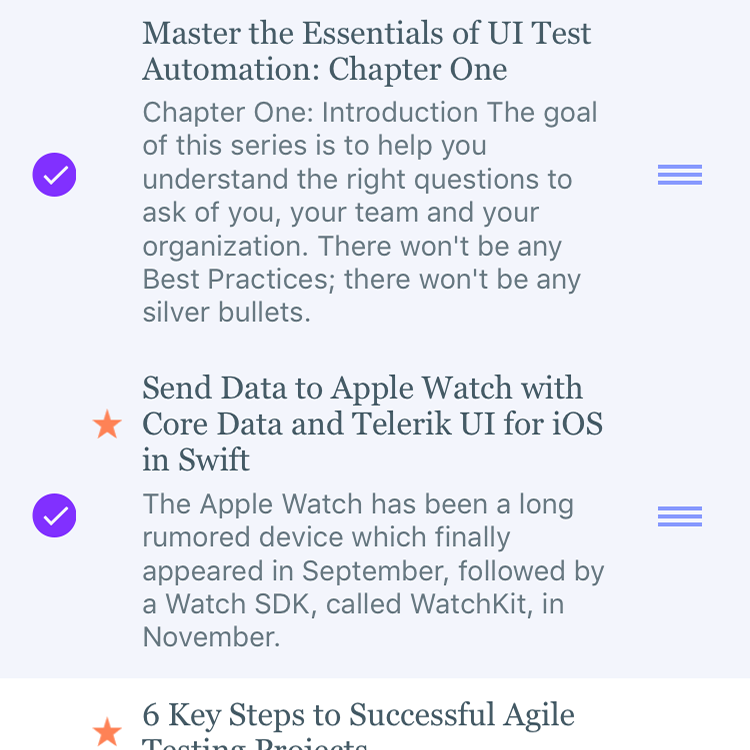 Master the Essentials of UI Test
Automation: Chapter One
Chapter One: Introduction The goal
of this series is to help you
understand the right questions to
ask of you, your team and your
organization. There won't be any
Best Practices; there won't be any
silver bullets.
Send Data to Apple Watch with
Core Data and Telerik UI for iOS
in Swift
The Apple Watch has been a long
rumored device which finally
appeared in September, followed by
a Watch SDK, called WatchKit, in
November.
6 Key Steps to Successful Agile
Testing Projects